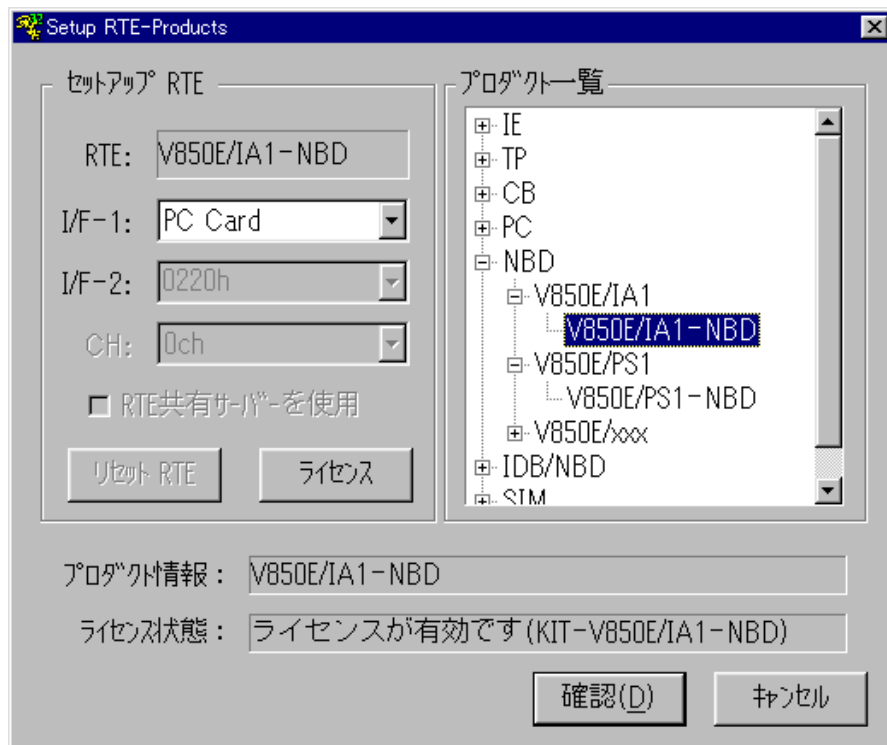 Setup RTE-Products
ｾｯﾄｱｯﾌﾟ RTE
RTE: V850E/IA1-NBD
I/F-1: PC Card
I/F-2: 0220h
CH: 0ch
RTE共有ｻｰﾊﾞｰを使用
ﾘｾｯﾄ RTE
ﾗｲｾﾝｽ
ﾌﾟﾛﾀﾞｸﾄ一覧
IE
TP
CB
PC
NBD
V850E/IA1
V850E/IA1-NBD
V850E/PS1
V850E/PS1-NBD
V850E/xxx
IDB/NBD
SIM
ﾌﾟﾛﾀﾞｸﾄ情報： V850E/IA1-NBD
ﾗｲｾﾝｽ状態： ライセンスが有効です(KIT-V850E/IA1-NBD)
確認(D)
ｷｬﾝｾﾙ